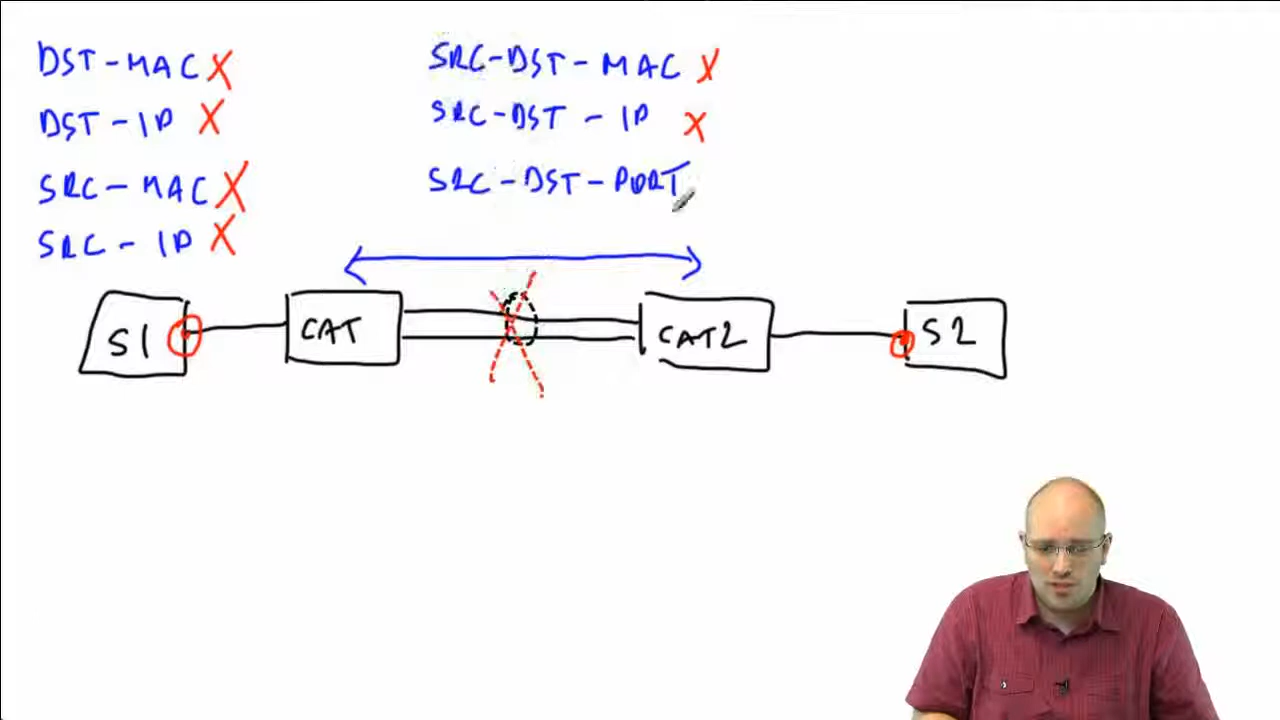 DST-MAC X
DST-IP X
SRC-MAC X
SRC-IP X
SRC-DST-MAC X
SRC-DST-IP X
SRC-DST-PORT
S1
CAT
CAT2
S2